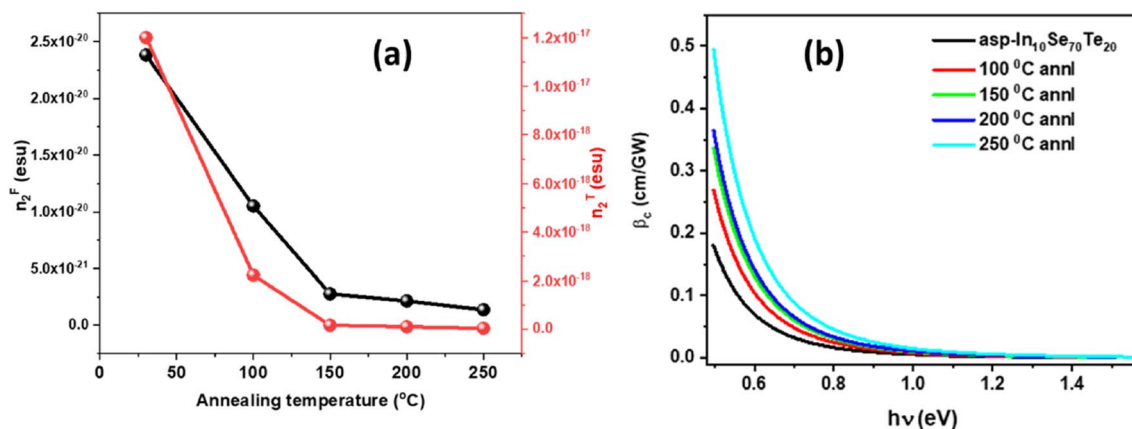 (a)
n₂ᶠ (esu)
2.5x10⁻²⁰
2.0x10⁻²⁰
1.5x10⁻²⁰
1.0x10⁻²⁰
5.0x10⁻²¹
0.0
1.2x10⁻¹⁷
1.0x10⁻¹⁷
8.0x10⁻¹⁸
6.0x10⁻¹⁸
4.0x10⁻¹⁸
2.0x10⁻¹⁸
0.0
n₂ᵀ (esu)
0 50 100 150 200 250
Annealing temperature (°C)
(b)
asp-In₁₀Se₇₀Te₂₀
100 ⁰C annl
150 ⁰C annl
200 ⁰C annl
250 ⁰C annl
β꜀ (cm/GW)
0.5
0.4
0.3
0.2
0.1
0.0
0.6 0.8 1.0 1.2 1.4
hν (eV)